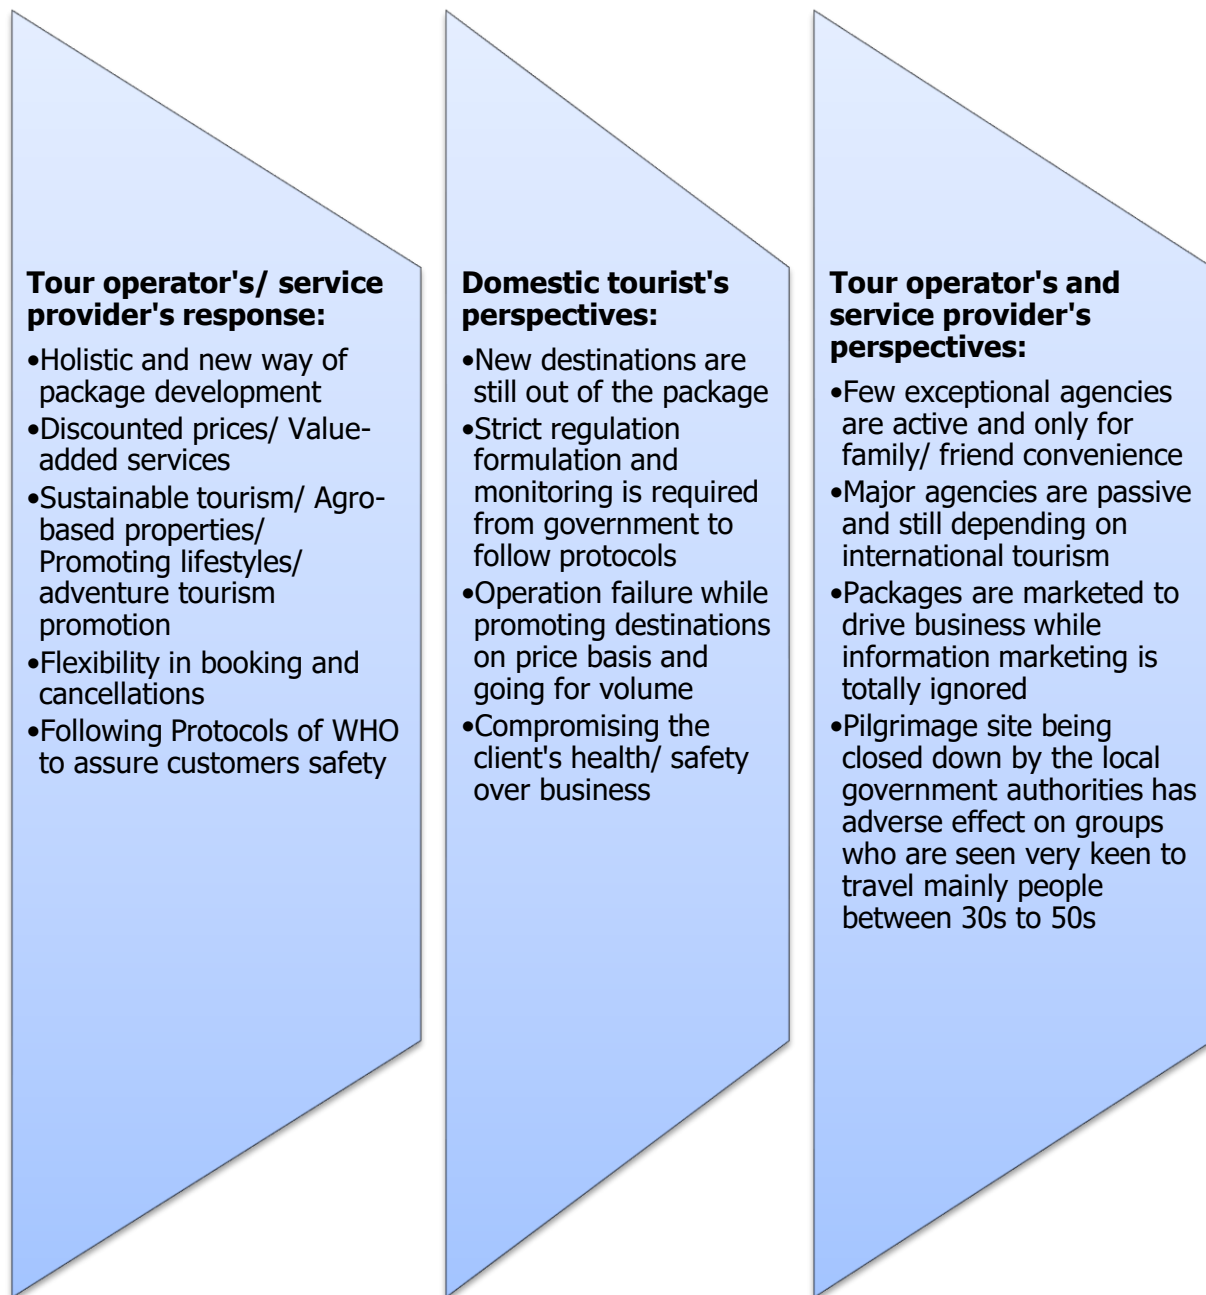 Tour operator's/ service
provider's response:
•Holistic and new way of
package development
•Discounted prices/ Value-
added services
•Sustainable tourism/ Agro-
based properties/
Promoting lifestyles/
adventure tourism
promotion
•Flexibility in booking and
cancellations
•Following Protocols of WHO
to assure customers safety
Domestic tourist's
perspectives:
•New destinations are
still out of the package
•Strict regulation
formulation and
monitoring is required
from government to
follow protocols
•Operation failure while
promoting destinations
on price basis and
going for volume
•Compromising the
client's health/ safety
over business
Tour operator's and
service provider's
perspectives:
•Few exceptional agencies
are active and only for
family/ friend convenience
•Major agencies are passive
and still depending on
international tourism
•Packages are marketed to
drive business while
information marketing is
totally ignored
•Pilgrimage site being
closed down by the local
government authorities has
adverse effect on groups
who are seen very keen to
travel mainly people
between 30s to 50s